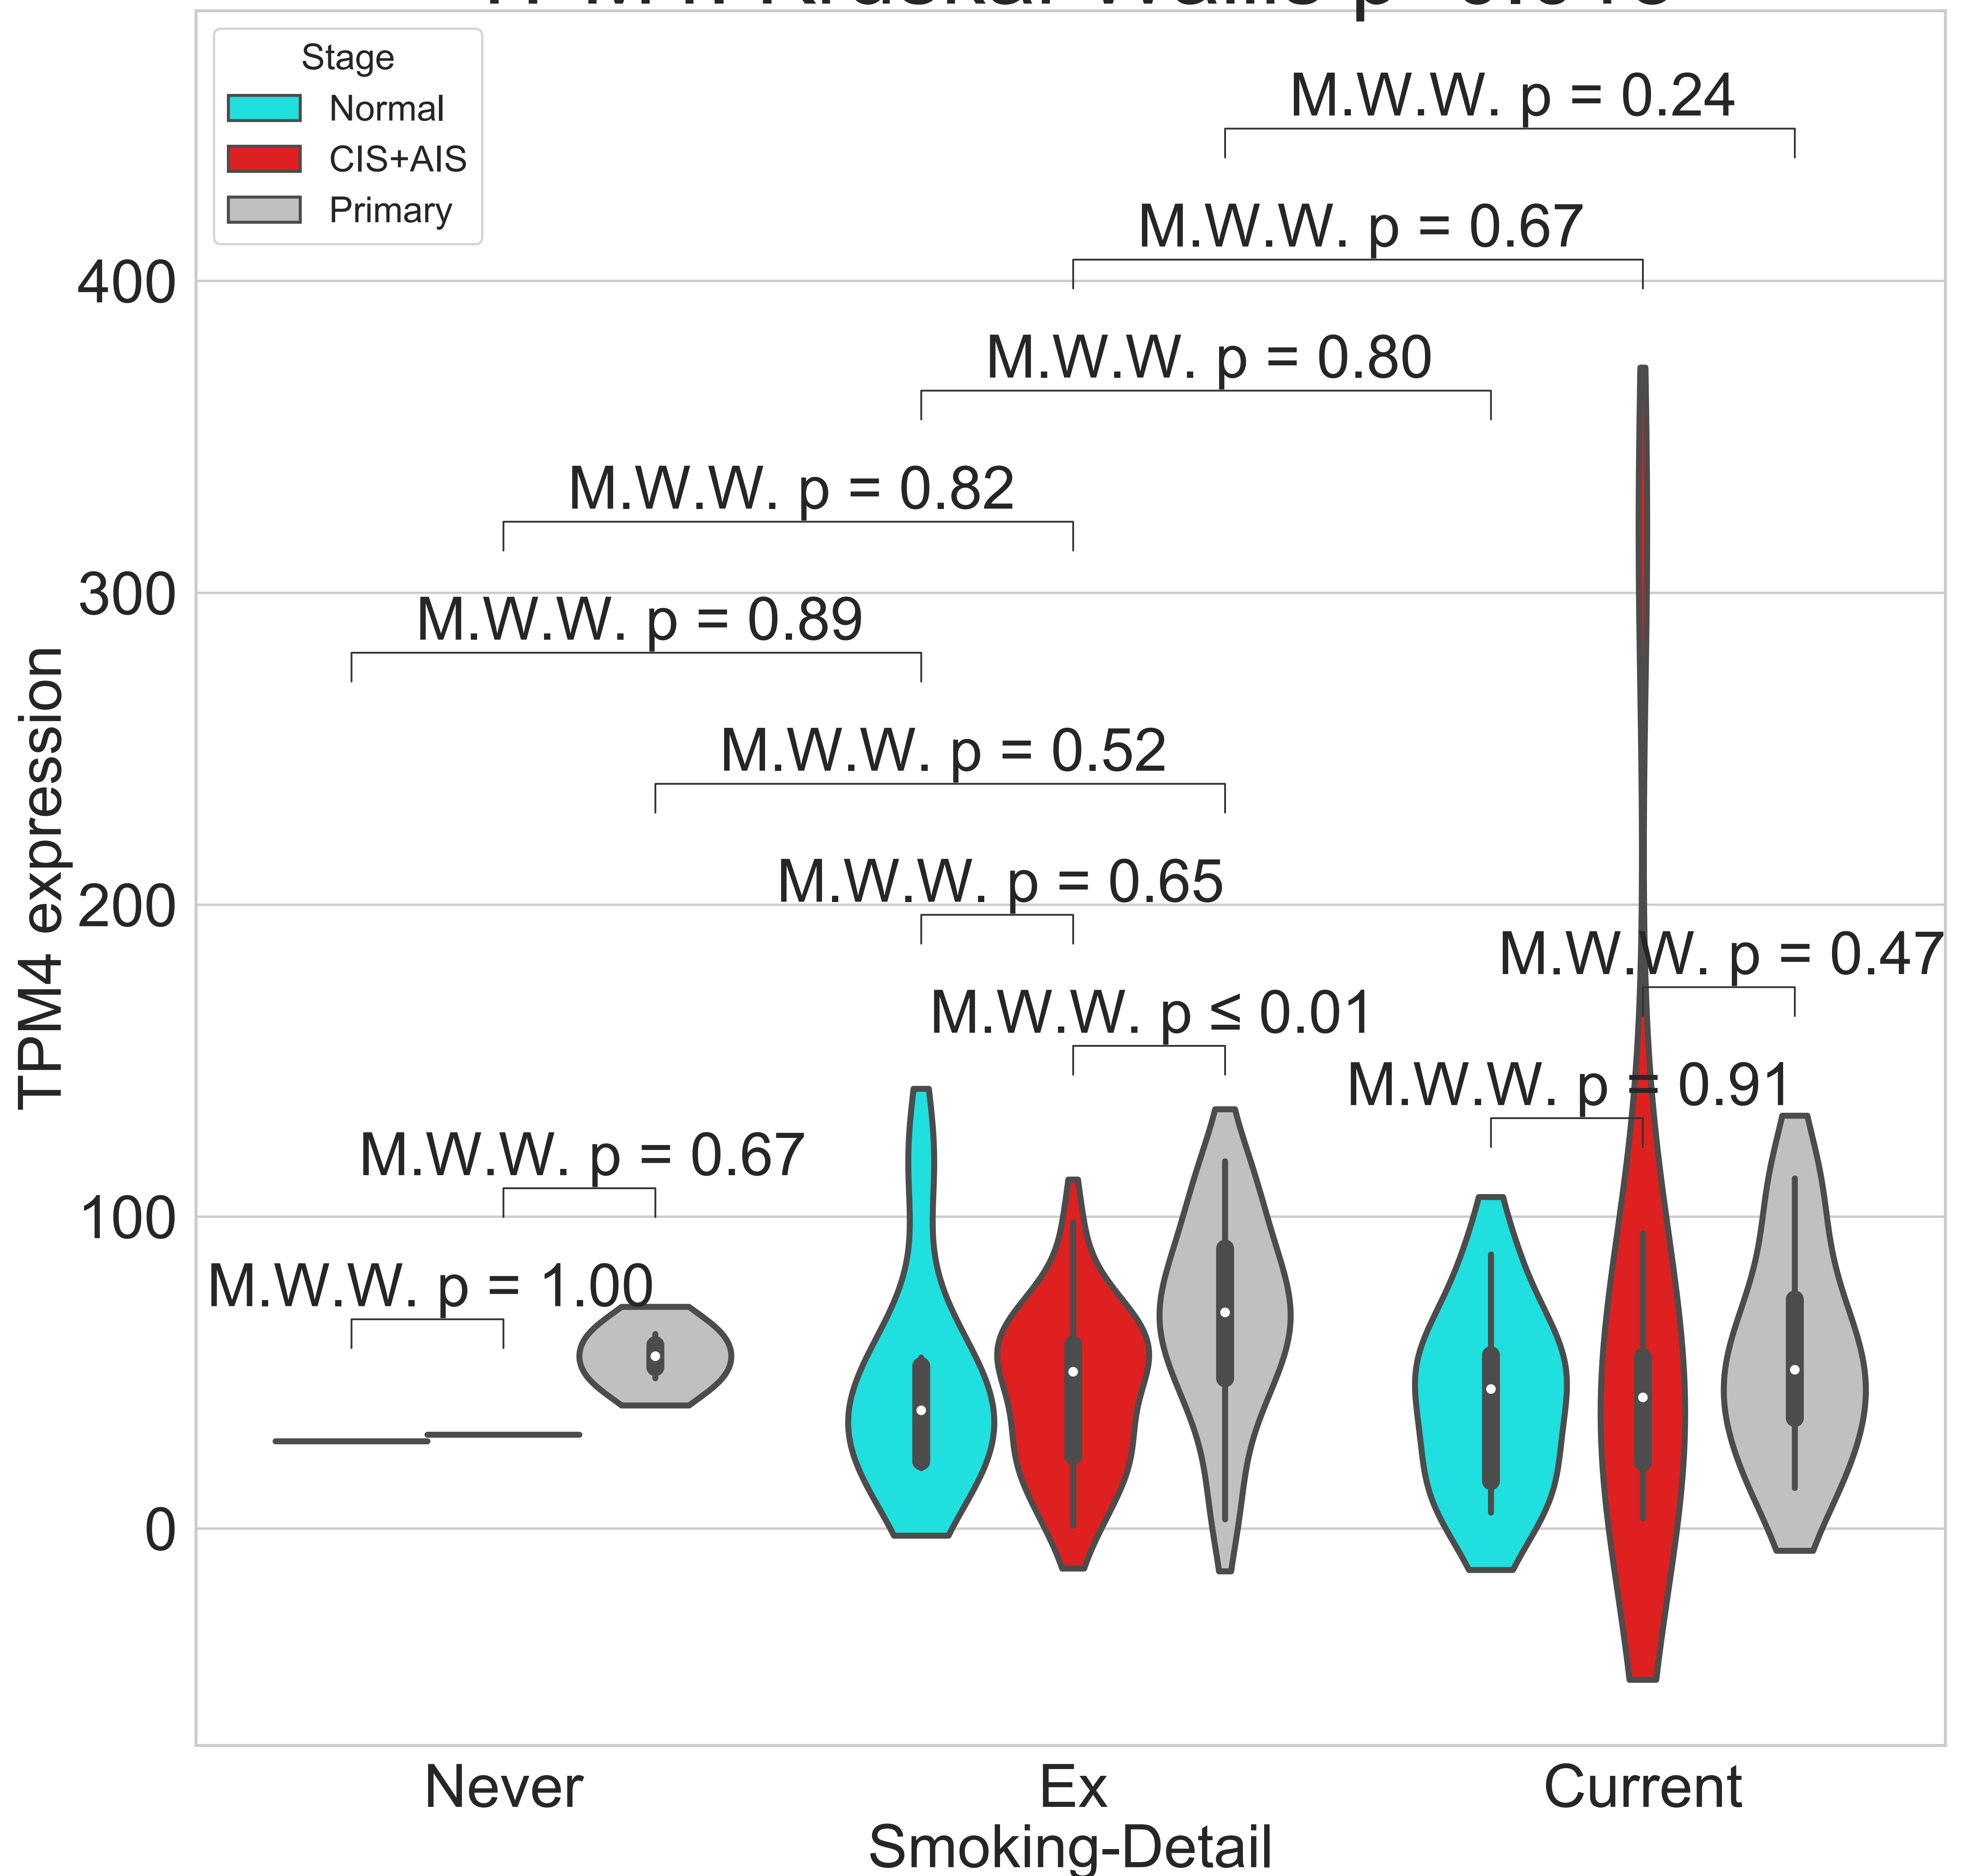 Stage
Normal
CIS+AIS
Primary
M.W.W. p = 0.24
M.W.W. p = 0.67
400
M.W.W. p = 0.80
M.W.W. p = 0.82
300
M.W.W. p = 0.89
M.W.W. p = 0.52
M.W.W. p = 0.65
200
M.W.W. p = 0.47
M.W.W. p ≤ 0.01
M.W.W. p = 0.91
M.W.W. p = 0.67
100
M.W.W. p = 1.00
0
TPM4 expression
Never
Ex
Current
Smoking-Detail